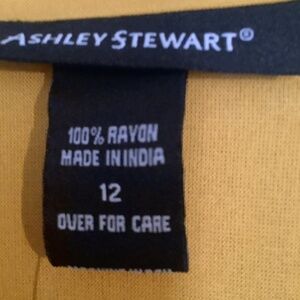 ASHLEY STEWART®
100% RAYON
MADE IN INDIA
12
OVER FOR CARE